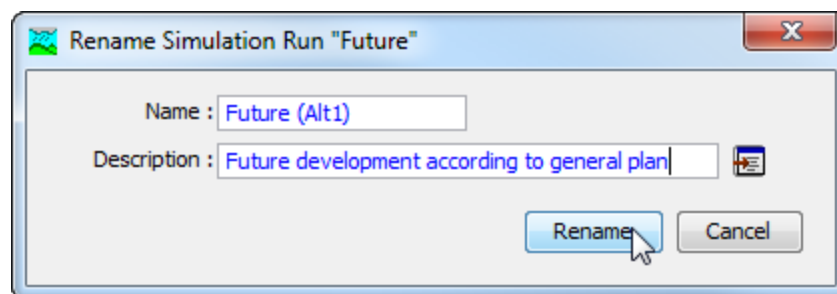 Rename Simulation Run "Future"
Name : Future (Alt1)
Description : Future development according to general plan
Rename Cancel